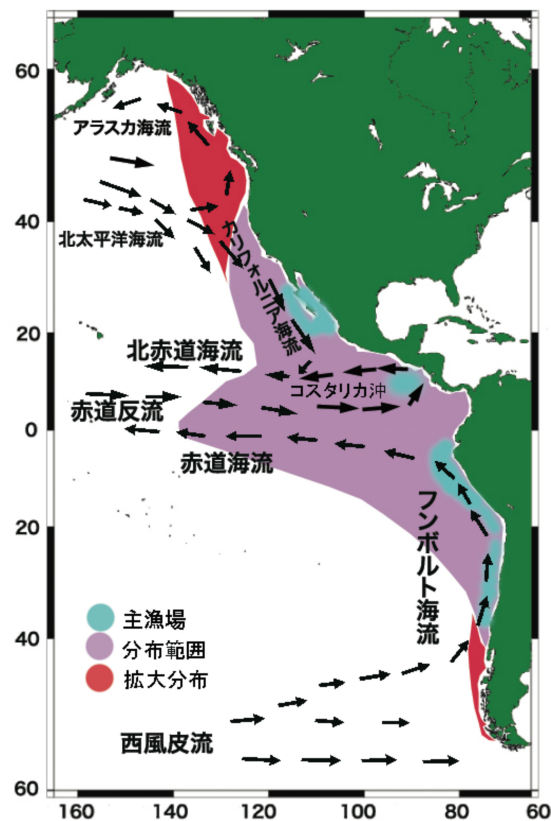 60
アラスカ海流
40
北太平洋海流
カリフォルニア海流
20
北赤道海流
コスタリカ沖
赤道反流
0
赤道海流
フンボルト海流
20
主漁場
分布範囲
40
拡大分布
西風皮流
60
160 140 120 100 80 60